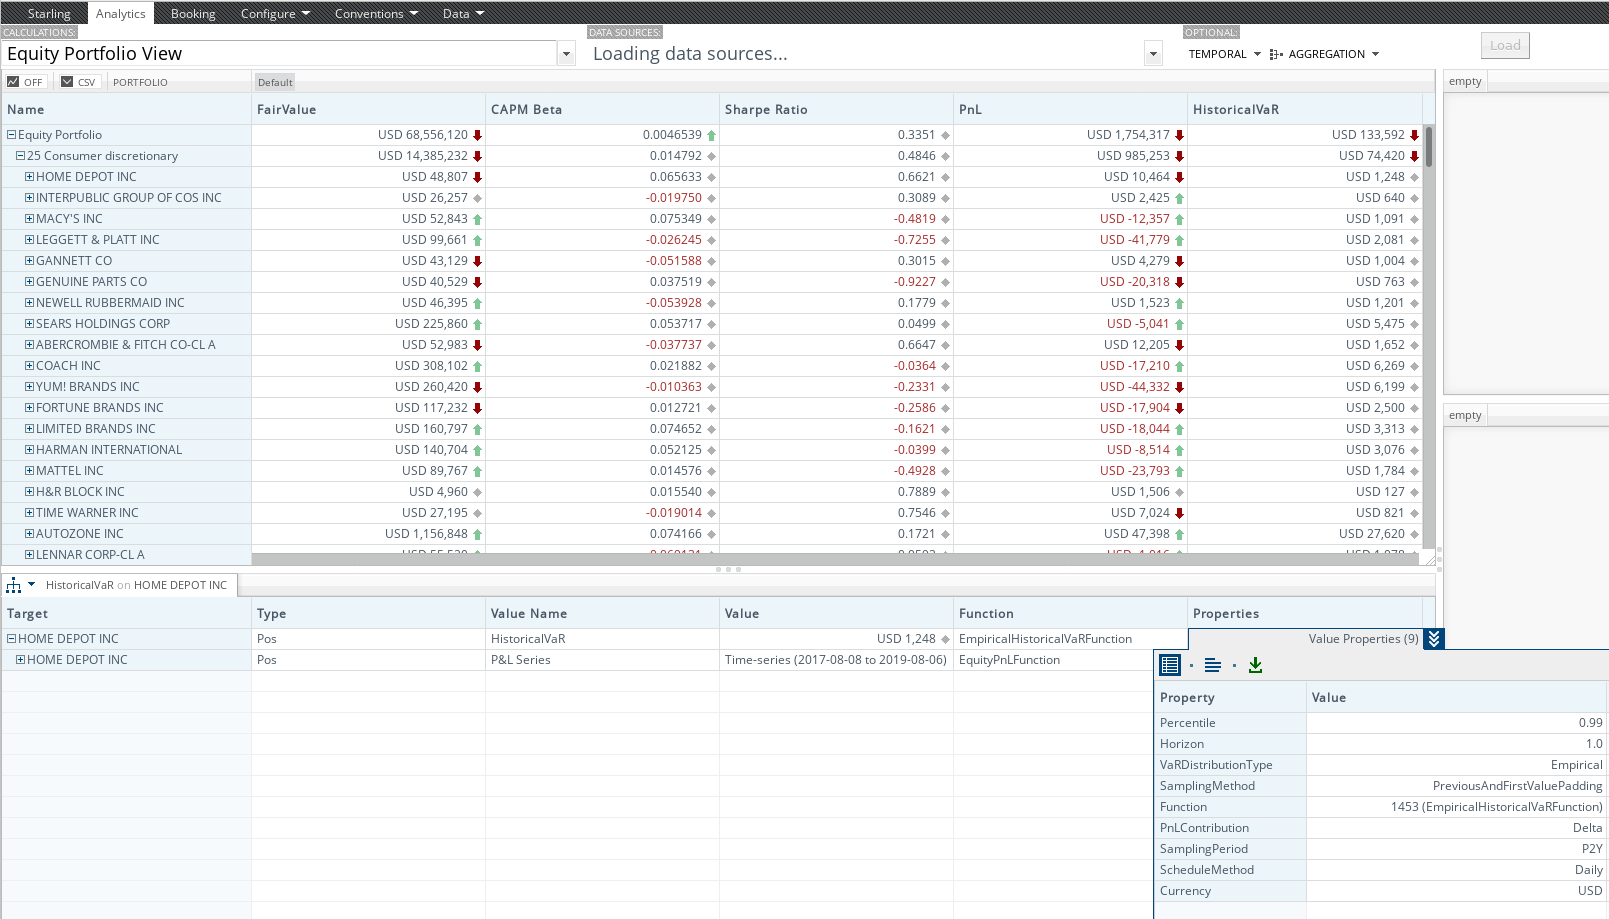 Starling Analytics Booking Configure Conventions Data
CALCULATIONS: DATA SOURCES: OPTIONAL:
Equity Portfolio View Loading data sources... TEMPORAL AGGREGATION Load
OFF CSV PORTFOLIO Default empty
Name FairValue CAPM Beta Sharpe Ratio PnL HistoricalVaR
Equity Portfolio USD 68,556,120 0.0046539 0.3351 USD 1,754,317 USD 133,592
25 Consumer discretionary USD 14,385,232 0.014792 0.4846 USD 985,253 USD 74,420
HOME DEPOT INC USD 48,807 0.065633 0.6621 USD 10,464 USD 1,248
INTERPUBLIC GROUP OF COS INC USD 26,257 -0.019750 0.3089 USD 2,425 USD 640
MACY'S INC USD 52,843 0.075349 -0.4819 USD -12,357 USD 1,091
LEGGETT & PLATT INC USD 99,661 -0.026245 -0.7255 USD -41,779 USD 2,081
GANNETT CO USD 43,129 -0.051588 0.3015 USD 4,279 USD 1,004
GENUINE PARTS CO USD 40,529 0.037519 -0.9227 USD -20,318 USD 763
NEWELL RUBBERMAID INC USD 46,395 -0.053928 0.1779 USD 1,523 USD 1,201
SEARS HOLDINGS CORP USD 225,860 0.053717 0.0499 USD -5,041 USD 5,475
ABERCROMBIE & FITCH CO-CL A USD 52,983 -0.037737 0.6647 USD 12,205 USD 1,652
COACH INC USD 308,102 0.021882 -0.0364 USD -17,210 USD 6,269
YUM! BRANDS INC USD 260,420 -0.010363 -0.2331 USD -44,332 USD 6,199
FORTUNE BRANDS INC USD 117,232 0.012721 -0.2586 USD -17,904 USD 2,500
empty
LIMITED BRANDS INC USD 160,797 0.074652 -0.1621 USD -18,044 USD 3,313
HARMAN INTERNATIONAL USD 140,704 0.052125 -0.0399 USD -8,514 USD 3,076
MATTEL INC USD 89,767 0.014576 -0.4928 USD -23,793 USD 1,784
H&R BLOCK INC USD 4,960 0.015540 0.7889 USD 1,506 USD 127
TIME WARNER INC USD 27,195 -0.019014 0.7546 USD 7,024 USD 821
AUTOZONE INC USD 1,156,848 0.074166 0.1721 USD 47,398 USD 27,620
LENNAR CORP-CL A
HistoricalVaR on HOME DEPOT INC
Target Type Value Name Value Function Properties
HOME DEPOT INC Pos HistoricalVaR USD 1,248 EmpiricalHistoricalVaRFunction Value Properties (9)
HOME DEPOT INC Pos P&L Series Time-series (2017-08-08 to 2019-08-06) EquityPnLFunction
Property Value
Percentile 0.99
Horizon 1.0
VaRDistributionType Empirical
SamplingMethod PreviousAndFirstValuePadding
Function 1453 (EmpiricalHistoricalVaRFunction)
PnLContribution Delta
SamplingPeriod P2Y
ScheduleMethod Daily
Currency USD